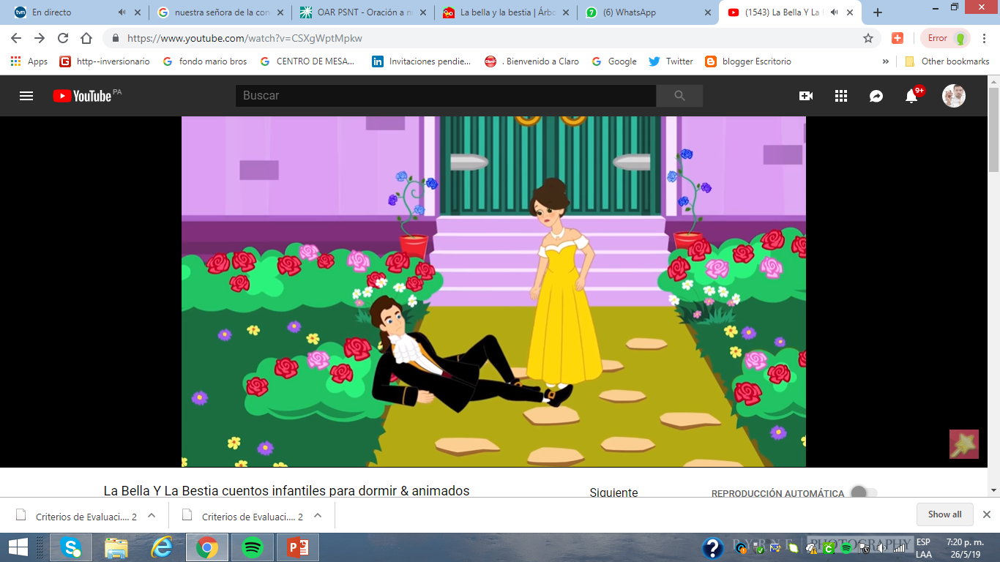 tvn En directo
nuestra señora de la con
OAR PSNT - Oración a n
La bella y la bestia | Árbo
(6) WhatsApp
(1543) La Bella Y La
https://www.youtube.com/watch?v=CSXgWptMpkw
Error
Apps
http--inversionario
fondo mario bros
CENTRO DE MESA...
Invitaciones pendie...
. Bienvenido a Claro
Google
Twitter
blogger Escritorio
»
Other bookmarks
YouTube PA
Buscar
9+
La Bella Y La Bestia cuentos infantiles para dormir & animados
Siguiente
REPRODUCCIÓN AUTOMÁTICA
Criterios de Evaluaci.... 2
Criterios de Evaluaci.... 2
Show all
PHOTOGRAPHY
ESP
7:20 p. m.
LAA
26/5/19